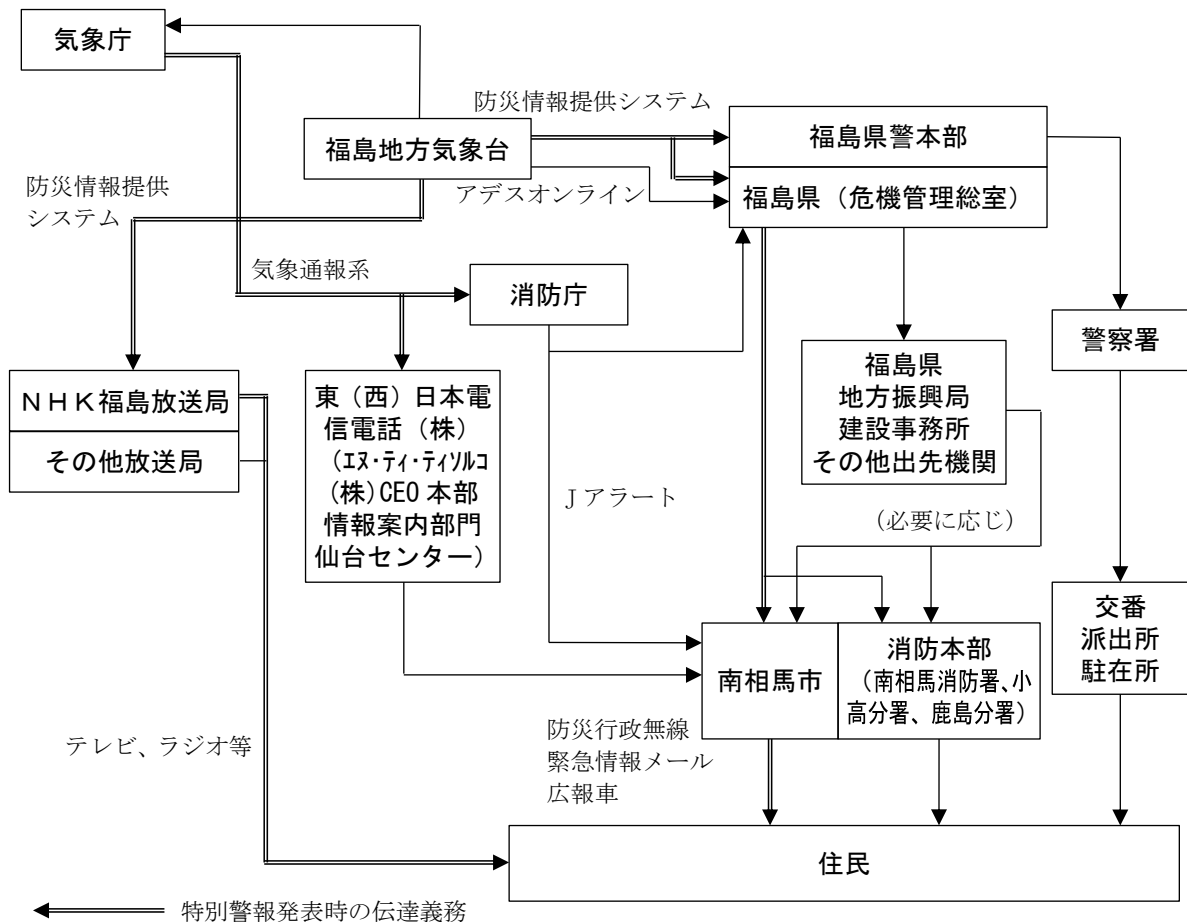 気象庁
防災情報提供システム
福島地方気象台
福島県警本部
防災情報提供
システム
アデスオンライン
福島県（危機管理総室）
気象通報系
消防庁
警察署
ＮＨＫ福島放送局
その他放送局
東（西）日本電
信電話（株）
（ｴﾇ･ﾃｨ･ﾃｨｿﾙｺ
（株）CEO 本部
情報案内部門
仙台センター）
福島県
地方振興局
建設事務所
その他出先機関
Ｊアラート
（必要に応じ）
交番
派出所
駐在所
南相馬市
消防本部
（南相馬消防署、小
高分署、鹿島分署）
テレビ、ラジオ等
防災行政無線
緊急情報メール
広報車
住民
特別警報発表時の伝達義務